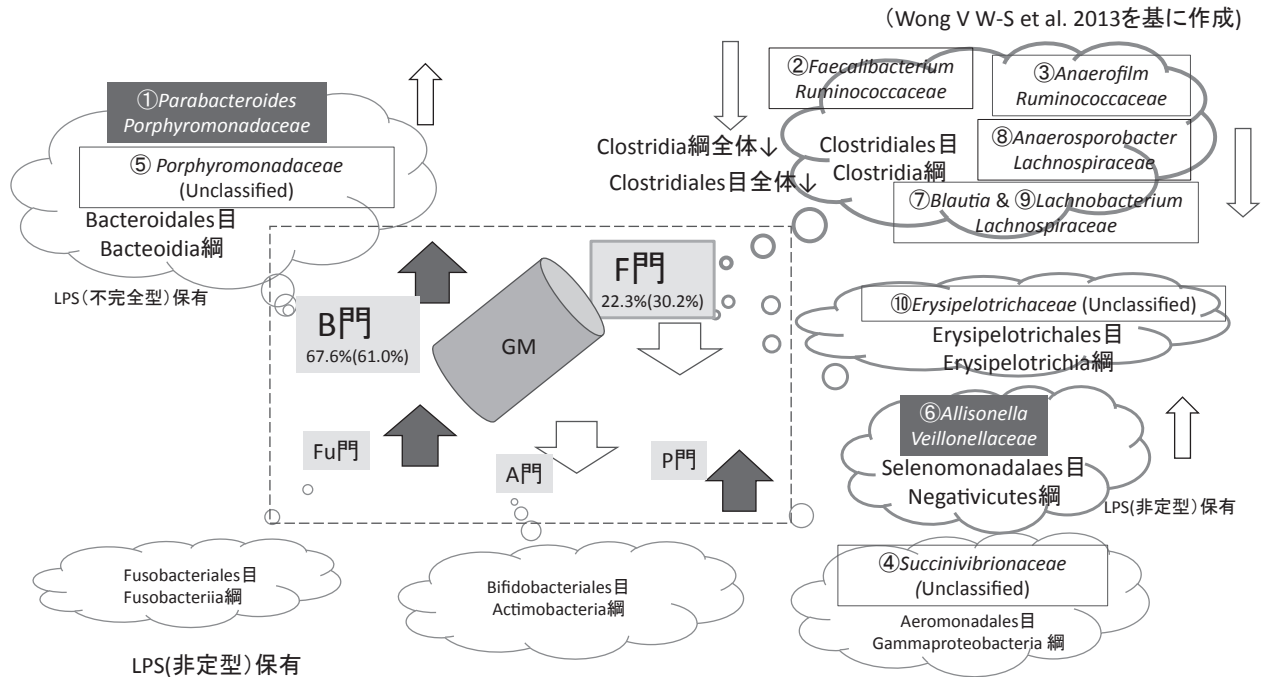 (Wong V W-S et al. 2013を基に作成)
①Parabacteroides
Porphyromonadaceae
⑤ Porphyromonadaceae
(Unclassified)
Bacteroidales目
Bacteoidia綱
LPS(不完全型)保有
②Faecalibacterium
Ruminococcaceae
③Anaerofilm
Ruminococcaceae
Clostridia綱全体↓
Clostridiales目全体↓
Clostridiales目
Clostridia綱
⑧Anaerosporobacter
Lachnospiraceae
⑦Blautia & ⑨Lachnobacterium
Lachnospiraceae
B門
67.6%(61.0%)
GM
F門
22.3%(30.2%)
Fu門
A門
P門
⑩Erysipelotrichaceae (Unclassified)
Erysipelotrichales目
Erysipelotrichia綱
⑥Allisonella
Veillonellaceae
Selenomonadalaes目
Negativicutes綱
LPS(非定型)保有
Fusobacteriales目
Fusobacteriia綱
LPS(非定型)保有
Bifidobacteriales目
Actimobacteria綱
④Succinivibrionaceae
(Unclassified)
Aeromonadales目
Gammaproteobacteria 綱